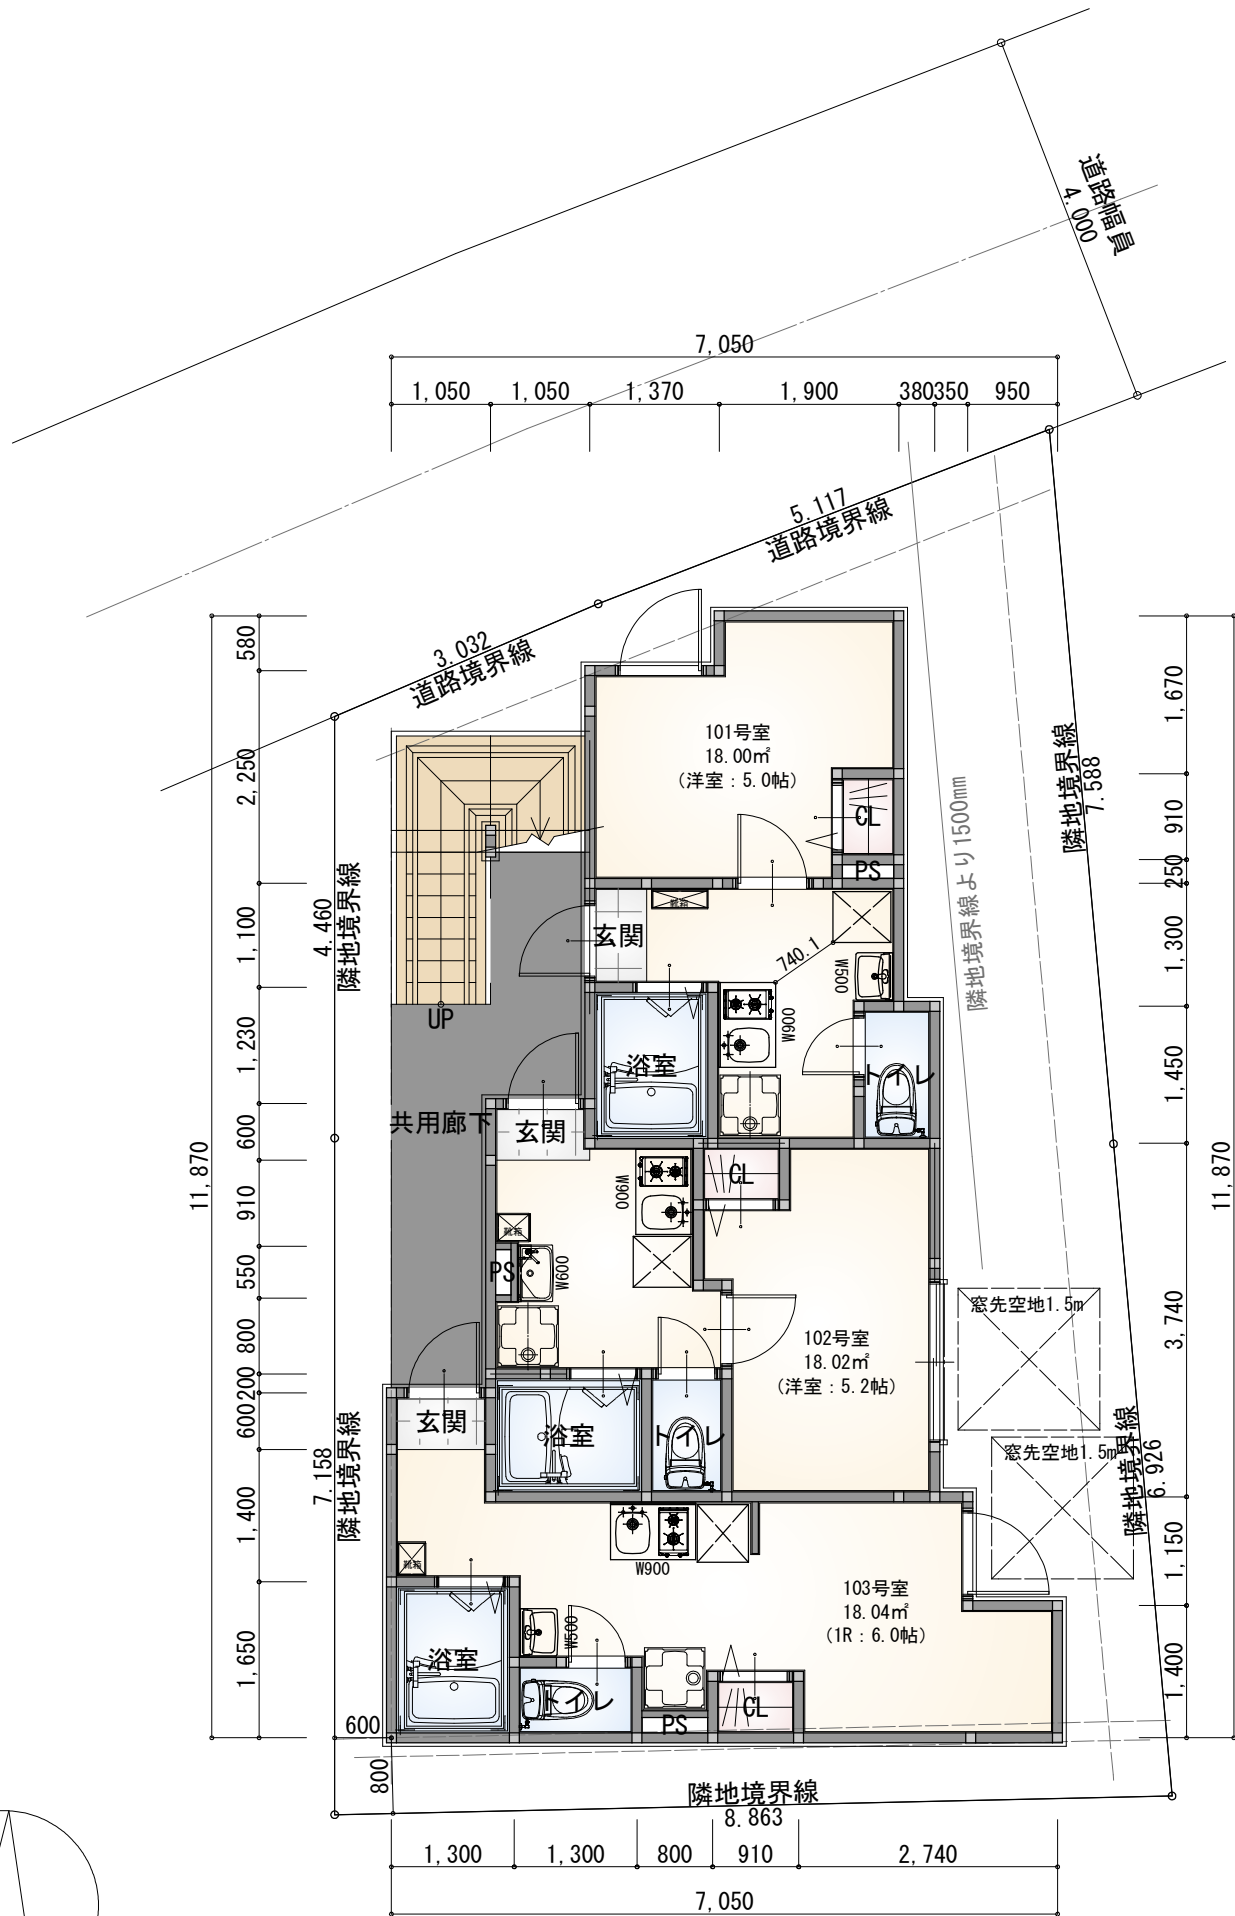 道路幅員
4.000
7,050
1,050
1,050
1,370
1,900
380
350
950
5.117
道路境界線
3.032
道路境界線
580
2,250
1,100
1,230
600
910
550
800
200
600
1,400
1,650
11,870
4.460
隣地境界線
7.158
隣地境界線
600
800
101号室
18.00㎡
(洋室:5.0帖)
CL
PS
玄関
靴箱
740.1
W500
W900
浴室
トイレ
UP
共用廊下
玄関
W900
CL
靴箱
PS
W600
102号室
18.02㎡
(洋室:5.2帖)
浴室
トイレ
玄関
靴箱
W900
103号室
18.04㎡
(1R:6.0帖)
W500
浴室
トイレ
PS
CL
隣地境界線より1500mm
隣地境界線
7.588
窓先空地1.5m
窓先空地1.5m
隣地境界線
6.926
1,670
910
250
1,300
1,450
3,740
1,150
1,400
11,870
隣地境界線
8.863
1,300
1,300
800
910
2,740
7,050